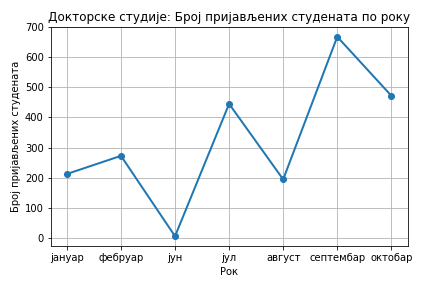 Докторске студије: Број пријављених студената по року
Број пријављених студената
700
600
500
400
300
200
100
0
јануар фебруар јун јул август септембар октобар
Рок